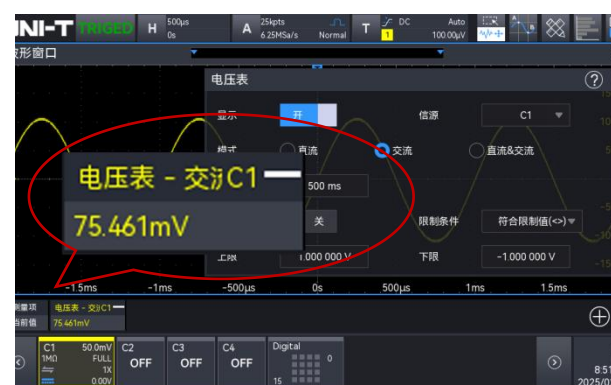 UNI-T TRIGED H 500μs 0s A 25kpts 6.25MSa/s Normal T 1 DC Auto 100.00μV
波形窗口
电压表
显示 开 信源 C1
模式 直流 交流 直流&交流
500 ms
关 限制条件 符合限制值(<>)
上限 1.000 000 V 下限 -1.000 000 V
电压表 - 交流C1
75.461mV
-1.5ms -1ms -500μs 0s 500μs 1ms 1.5ms
测量项 电压表 - 交流C1
当前值 75.461mV
C1 50.0mV C2 C3 C4 Digital
1MΩ FULL OFF OFF OFF 0
1X
0.00V 15
8:5
2025/0